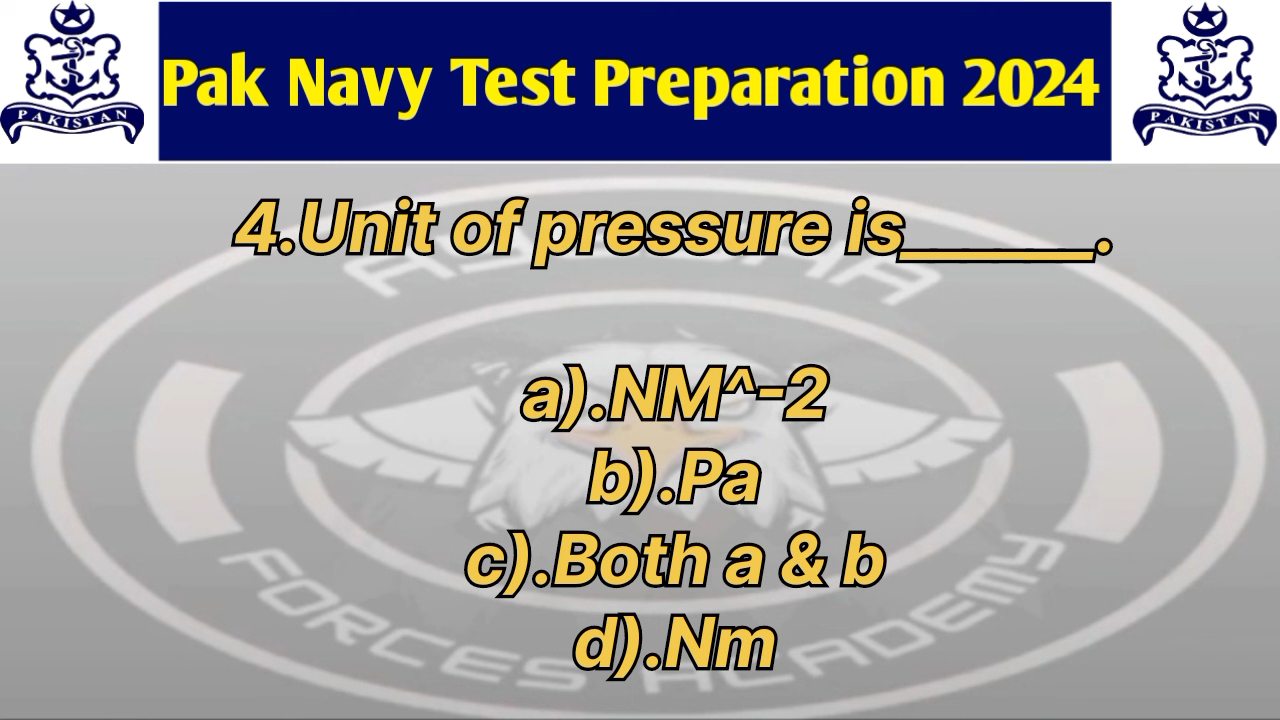 PAKISTAN
Pak Navy Test Preparation 2024
PAKISTAN
4.Unit of pressure is______.
a).NM^-2
b).Pa
c).Both a & b
d).Nm
FORCES ACADEMY